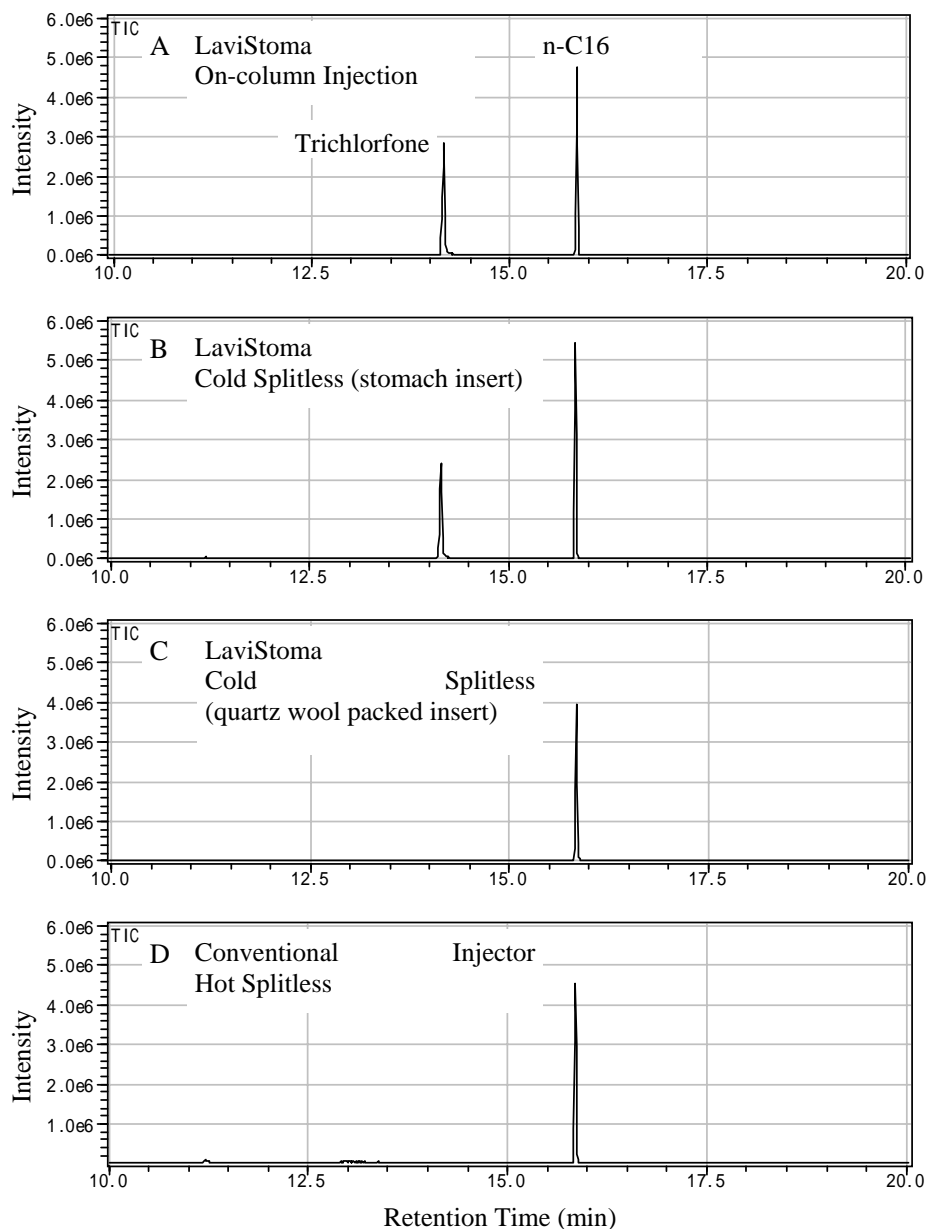 6.0e6
TIC
A
LaviStoma
n-C16
On-column Injection
5.0e6
4.0e6
Trichlorfone
3.0e6
2.0e6
1.0e6
0.0e6
Intensity
10.0 12.5 15.0 17.5 20.0
6.0e6
TIC
B
LaviStoma
Cold Splitless (stomach insert)
5.0e6
4.0e6
3.0e6
2.0e6
1.0e6
0.0e6
Intensity
10.0 12.5 15.0 17.5 20.0
6.0e6
TIC
C
LaviStoma
Cold Splitless
(quartz wool packed insert)
5.0e6
4.0e6
3.0e6
2.0e6
1.0e6
0.0e6
Intensity
10.0 12.5 15.0 17.5 20.0
6.0e6
TIC
D
Conventional Injector
Hot Splitless
5.0e6
4.0e6
3.0e6
2.0e6
1.0e6
Intensity
10.0 12.5 15.0 17.5 20.0
Retention Time (min)